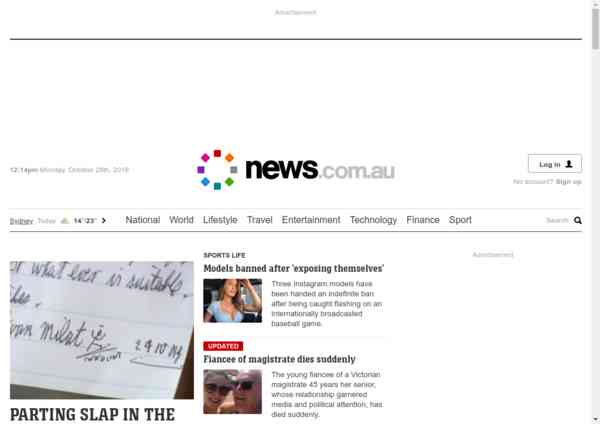 Advertisement
12:14pm Monday, October 28th, 2019
news.com.au
Log in
No account? Sign up
Sydney Today 14°/23°
National World Lifestyle Travel Entertainment Technology Finance Sport
Search
SPORTS LIFE
Advertisement
Models banned after 'exposing themselves'
Three Instagram models have
been handed an indefinite ban
after being caught flashing on an
internationally broadcasted
baseball game.
or what ever is suitable.
Milat
UPDATED
Fiancee of magistrate dies suddenly
The young fiancee of a Victorian
magistrate 45 years her senior,
whose relationship garnered
media and political attention, has
died suddenly.
PARTING SLAP IN THE